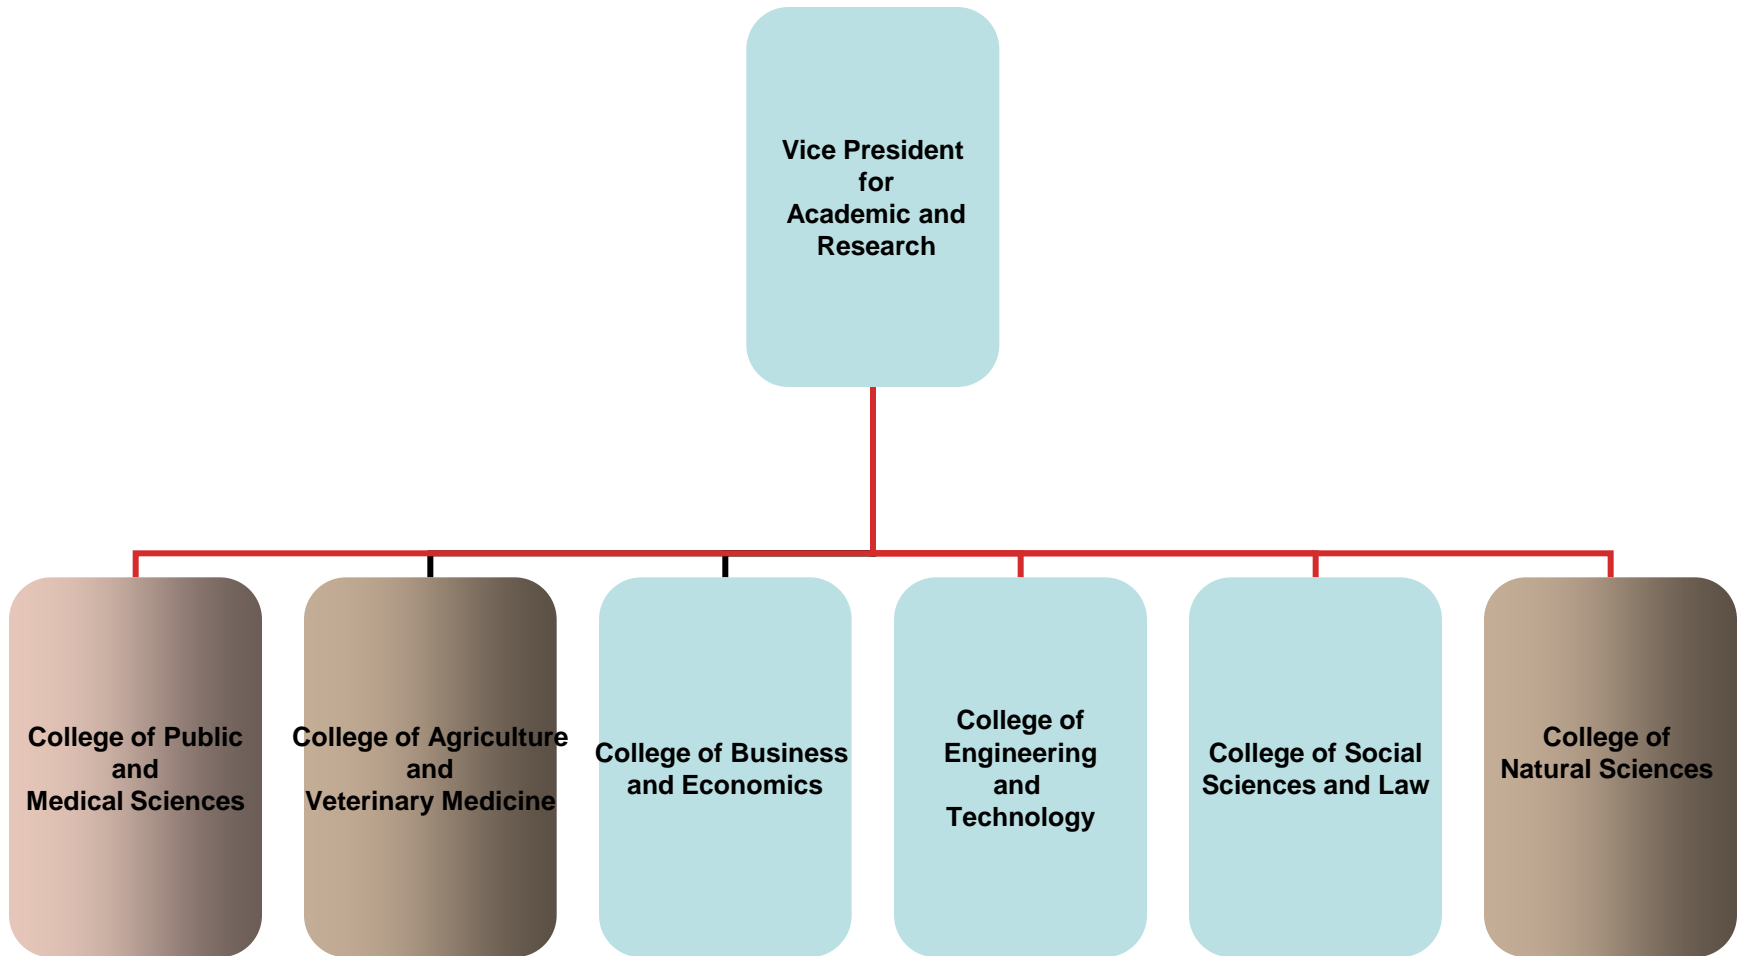 Vice President
for
Academic and
Research
College of Public
and
Medical Sciences
College of Agriculture
and
Veterinary Medicine
College of Business
and Economics
College of
Engineering
and
Technology
College of Social
Sciences and Law
College of
Natural Sciences